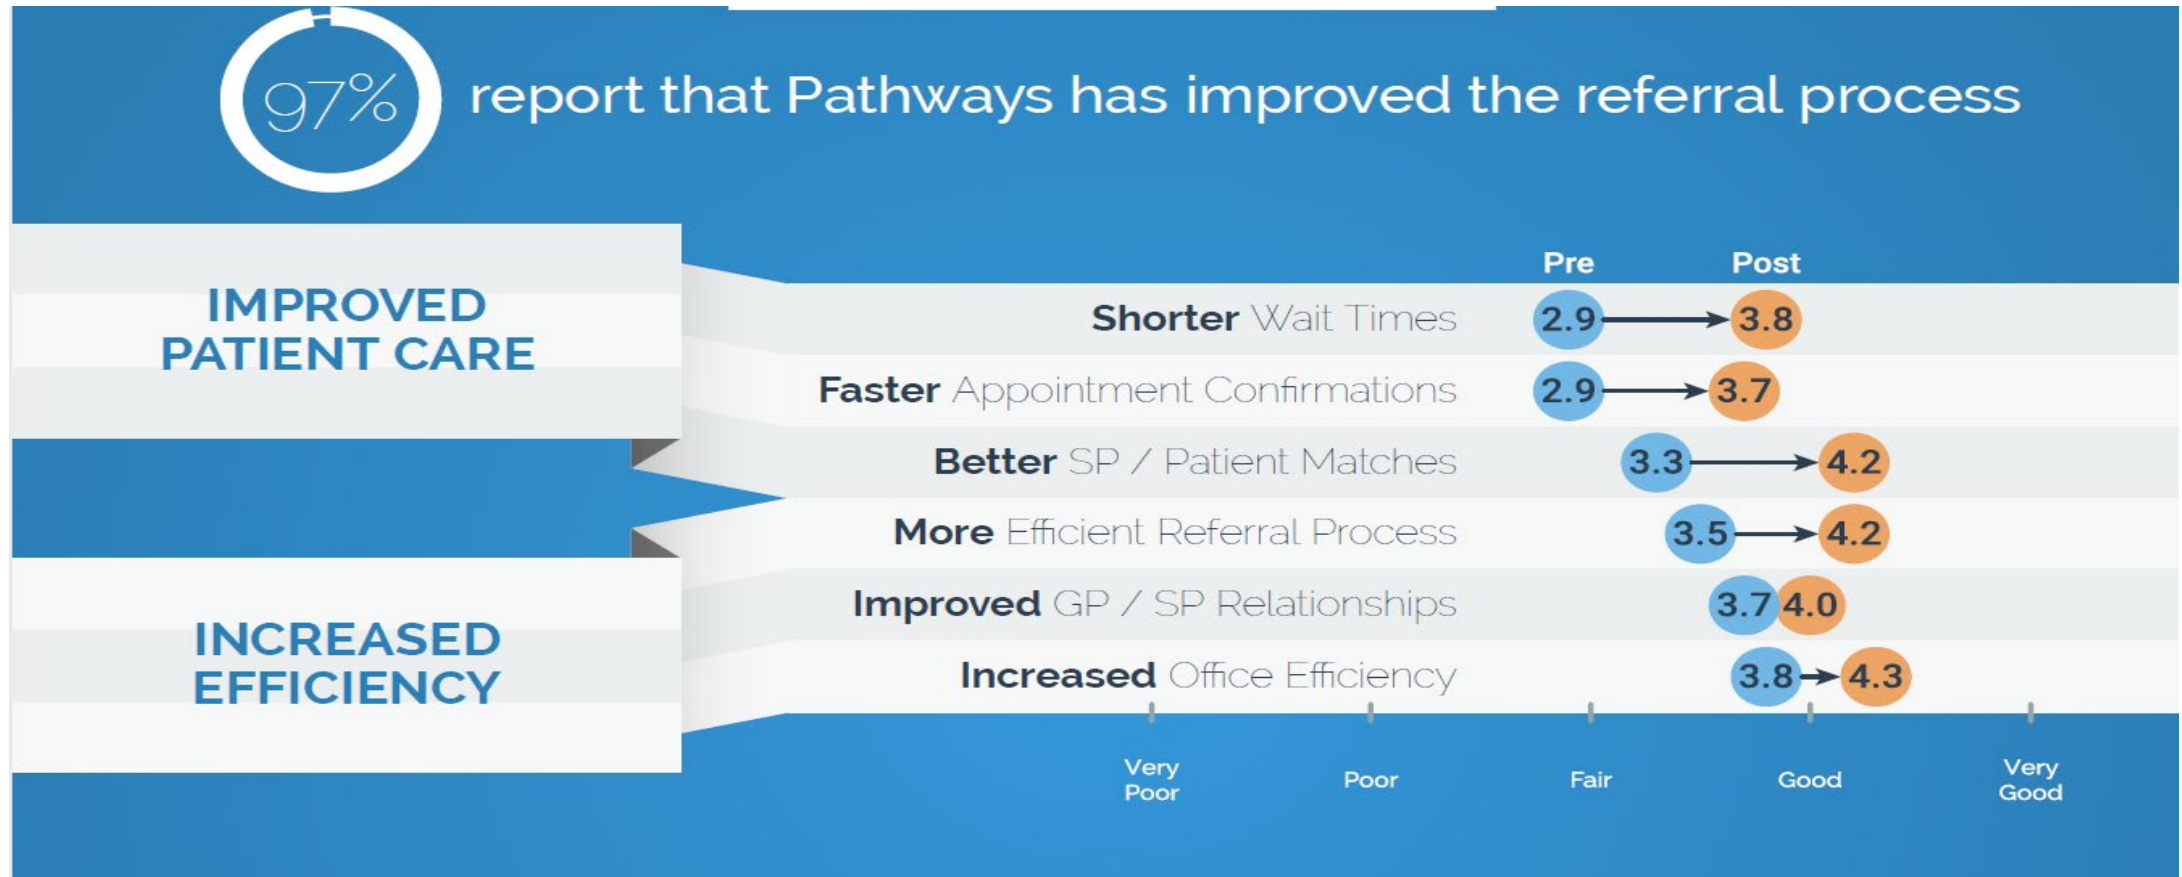 97% report that Pathways has improved the referral process
IMPROVED
PATIENT CARE
Pre Post
Shorter Wait Times 2.9 3.8
Faster Appointment Confirmations 2.9 3.7
Better SP / Patient Matches 3.3 4.2
More Efficient Referral Process 3.5 4.2
Improved GP / SP Relationships 3.7 4.0
Increased Office Efficiency 3.8 4.3
INCREASED
EFFICIENCY
Very
Poor
Poor
Fair
Good
Very
Good